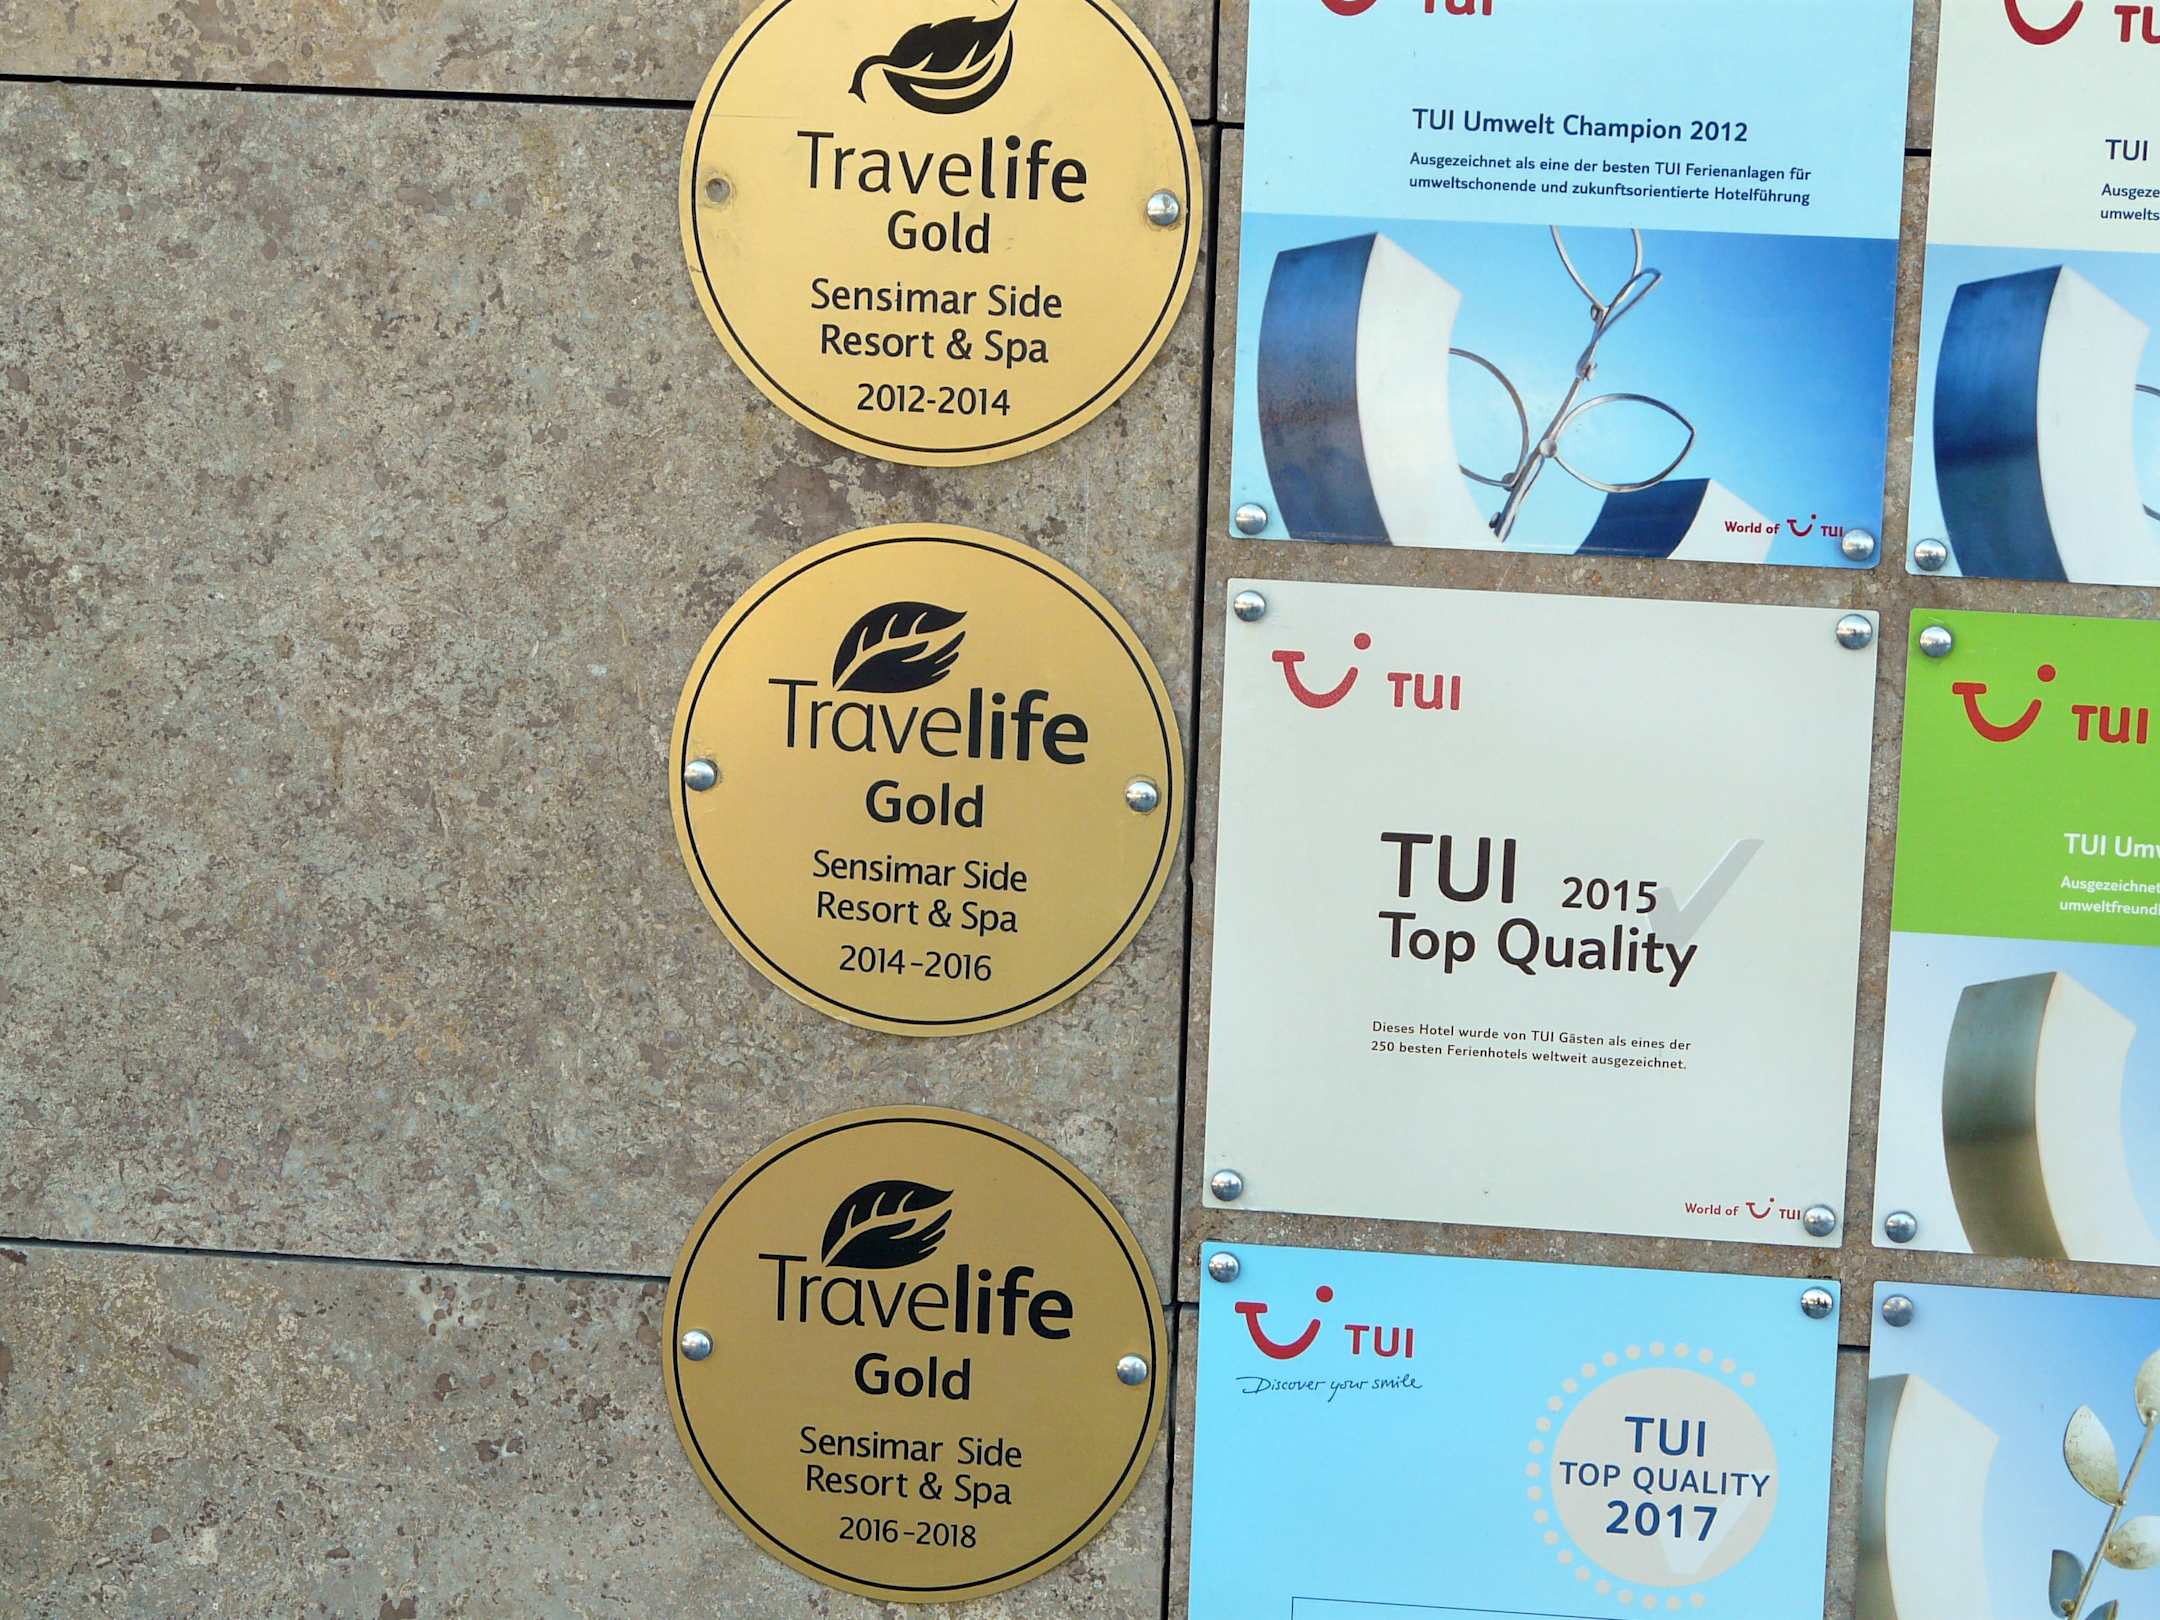 Travelife
Gold
Sensimar Side
Resort & Spa
2012-2014
Travelife
Gold
Sensimar Side
Resort & Spa
2014-2016
Travelife
Gold
Sensimar Side
Resort & Spa
2016-2018
TUI
TUI Umwelt Champion 2012
Ausgezeichnet als eine der besten TUI Ferienanlagen für
umweltschonende und zukunftsorientierte Hotelführung
World of TUI
TUI
TUI 2015
Top Quality
Dieses Hotel wurde von TUI Gästen als eines der
250 besten Ferienhotels weltweit ausgezeichnet.
World of TUI
TUI
Discover your smile
TUI
TOP QUALITY
2017
TUI
TUI